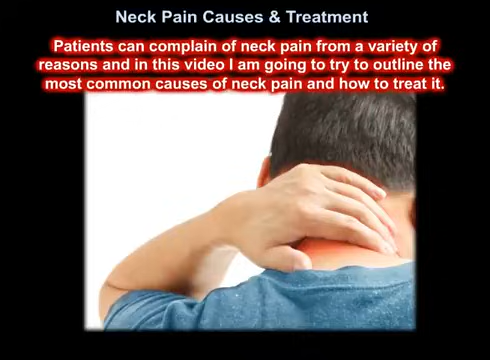 Neck Pain Causes & Treatment
Patients can complain of neck pain from a variety of
reasons and in this video I am going to try to outline the
most common causes of neck pain and how to treat it.